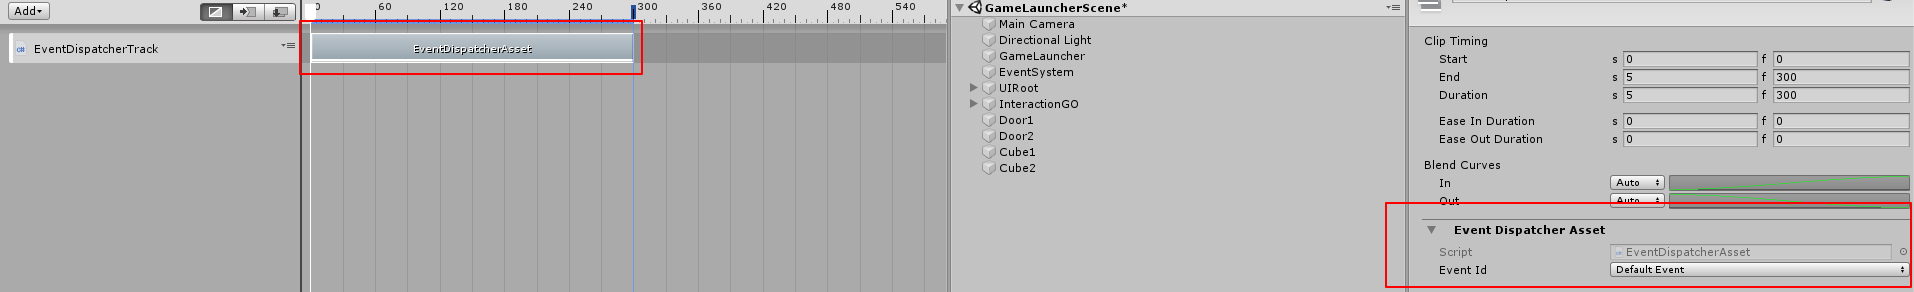 Add
0 60 120 180 240 300 360 420 480 540
EventDispatcherTrack
EventDispatcherAsset
GameLauncherScene*
Main Camera
Directional Light
GameLauncher
EventSystem
UIRoot
InteractionGO
Door1
Door2
Cube1
Cube2
Clip Timing
Start s 0 f 0
End s 5 f 300
Duration s 5 f 300
Ease In Duration s 0 f 0
Ease Out Duration s 0 f 0
Blend Curves
In Auto
Out Auto
Event Dispatcher Asset
Script EventDispatcherAsset
Event Id Default Event